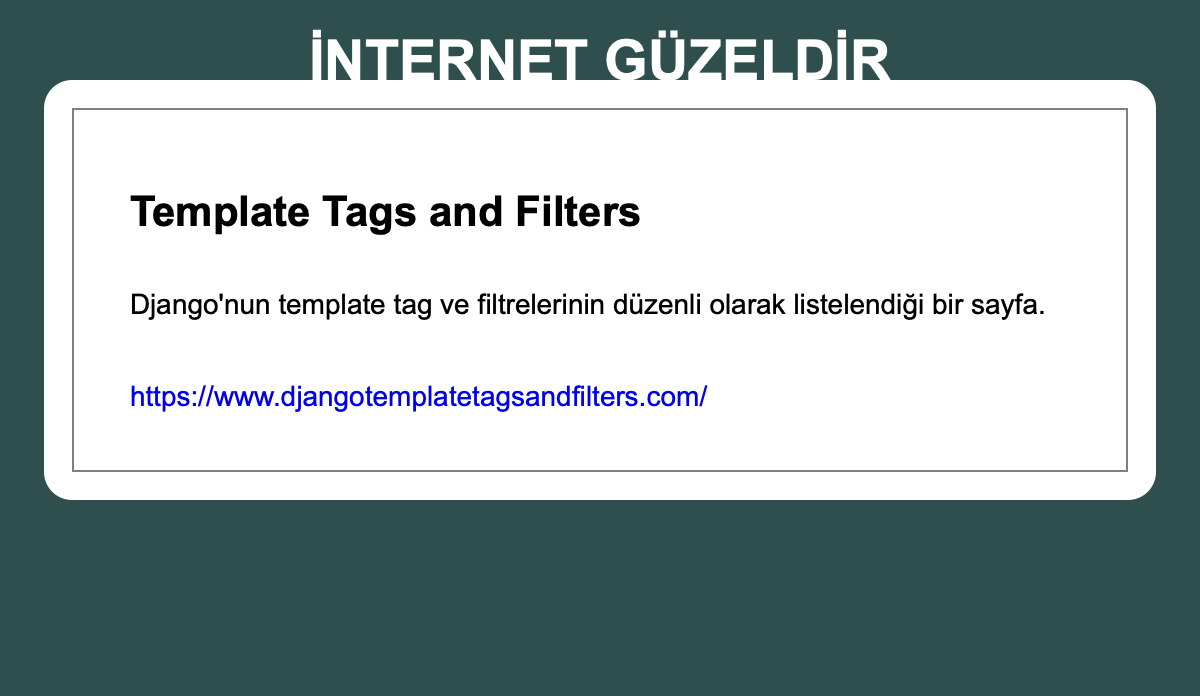 İNTERNET GÜZELDİR
Template Tags and Filters
Django'nun template tag ve filtrelerinin düzenli olarak listelendiği bir sayfa.
https://www.djangotemplatetagsandfilters.com/